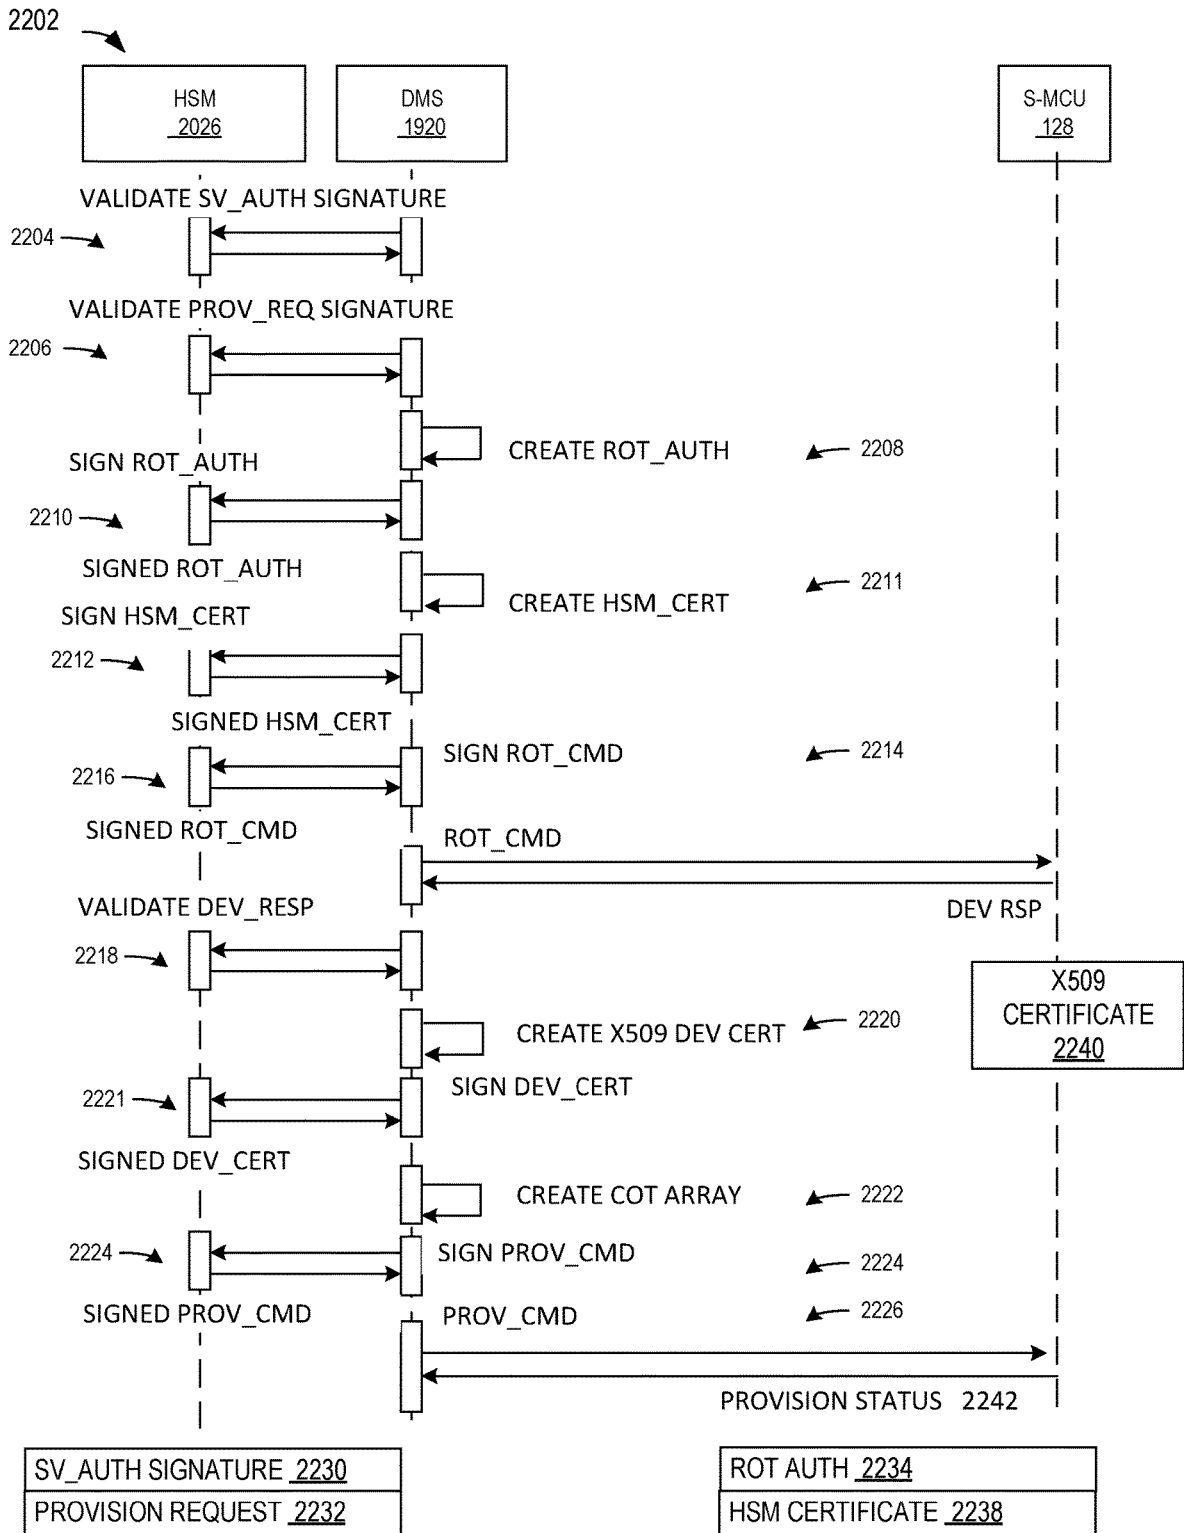 2202
HSM
2026
DMS
1920
S-MCU
128
VALIDATE SV_AUTH SIGNATURE
2204
VALIDATE PROV_REQ SIGNATURE
2206
CREATE ROT_AUTH
2208
SIGN ROT_AUTH
2210
SIGNED ROT_AUTH
2211
CREATE HSM_CERT
SIGN HSM_CERT
2212
SIGNED HSM_CERT
SIGN ROT_CMD
2214
2216
SIGNED ROT_CMD
ROT_CMD
VALIDATE DEV_RESP
DEV RSP
2218
X509
CERTIFICATE
2240
CREATE X509 DEV CERT
2220
SIGN DEV_CERT
2221
SIGNED DEV_CERT
CREATE COT ARRAY
2222
2224
SIGN PROV_CMD
2224
SIGNED PROV_CMD
PROV_CMD
2226
PROVISION STATUS 2242
SV_AUTH SIGNATURE 2230
PROVISION REQUEST 2232
ROT AUTH 2234
HSM CERTIFICATE 2238